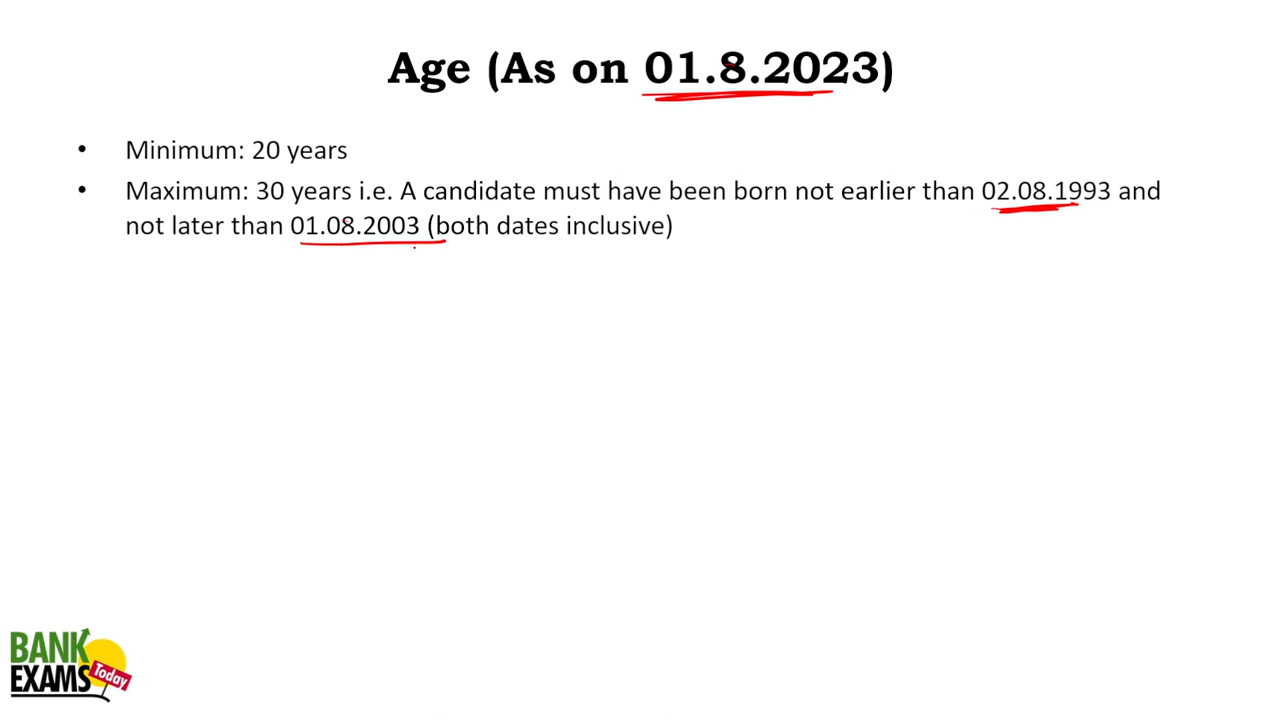 Age (As on 01.8.2023)
• Minimum: 20 years
• Maximum: 30 years i.e. A candidate must have been born not earlier than 02.08.1993 and
not later than 01.08.2003 (both dates inclusive)
BANK
EXAMS Today